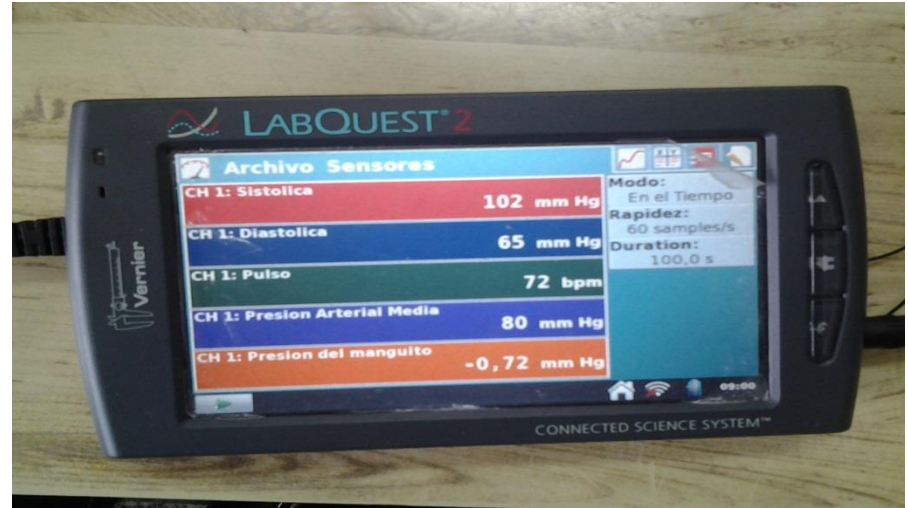 LABQUEST®2
Archivo Sensores
CH 1: Sistolica
102 mm Hg
CH 1: Diastolica
65 mm Hg
CH 1: Pulso
72 bpm
CH 1: Presion Arterial Media
80 mm Hg
CH 1: Presion del manguito
-0,72 mm Hg
Modo:
En el Tiempo
Rapidez:
60 samples/s
Duration:
100,0 s
09:00
Vernier
CONNECTED SCIENCE SYSTEM™